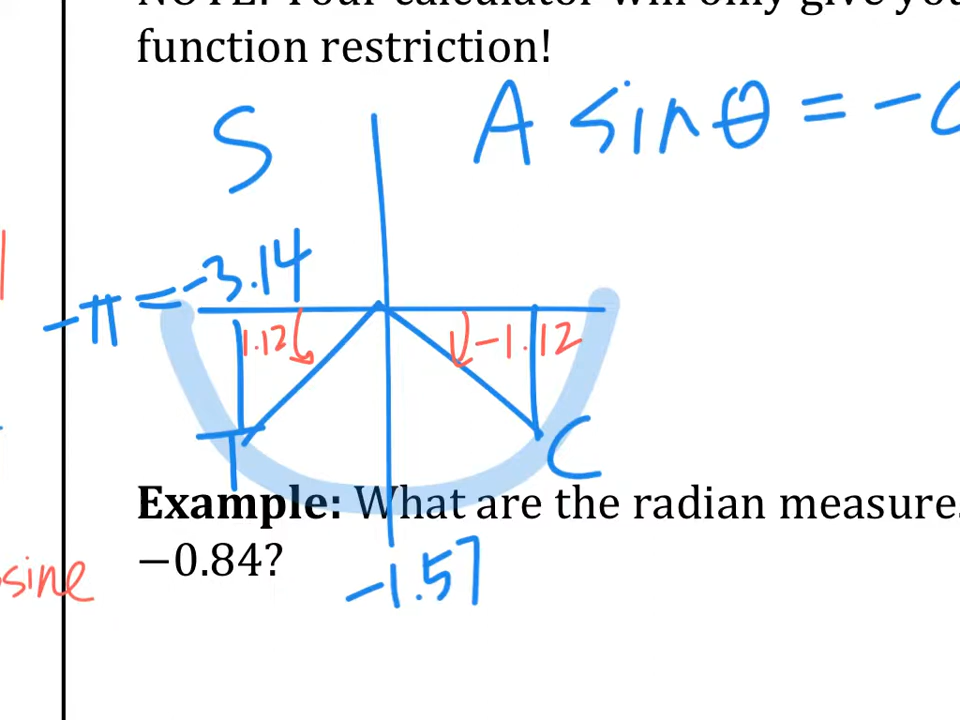 function restriction!
S
A sinθ = -
-π = -3.14
1.12
-1.12
T
C
Example: What are the radian measure
−0.84?
-1.57
sine